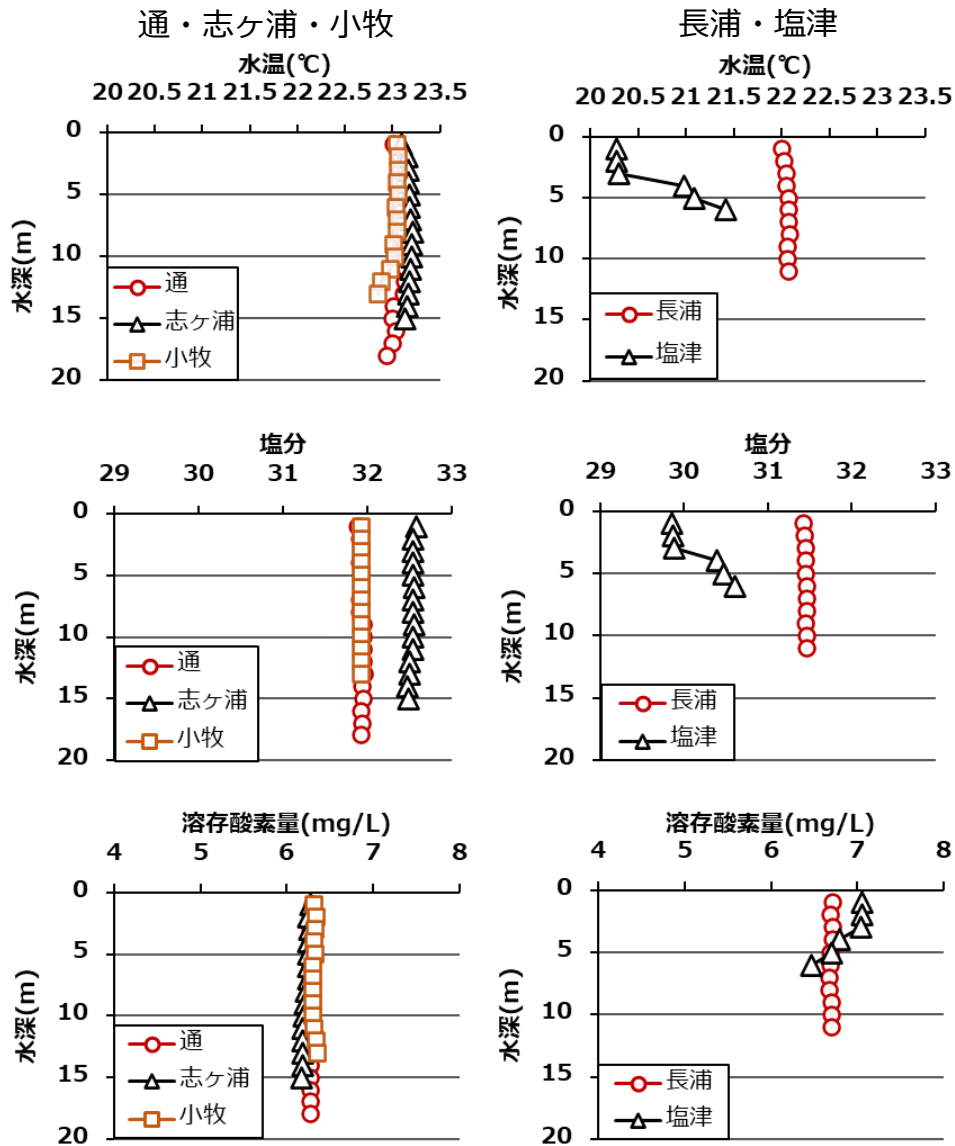 通・志ヶ浦・小牧
水温(℃)
20 20.5 21 21.5 22 22.5 23 23.5
0
5
10
15
20
水深(m)
通
志ヶ浦
小牧
長浦・塩津
水温(℃)
20 20.5 21 21.5 22 22.5 23 23.5
0
5
10
15
20
水深(m)
長浦
塩津
塩分
29 30 31 32 33
0
5
10
15
20
水深(m)
通
志ヶ浦
小牧
塩分
29 30 31 32 33
0
5
10
15
20
水深(m)
長浦
塩津
溶存酸素量(mg/L)
4 5 6 7 8
0
5
10
15
20
水深(m)
通
志ヶ浦
小牧
溶存酸素量(mg/L)
4 5 6 7 8
0
5
10
15
20
水深(m)
長浦
塩津